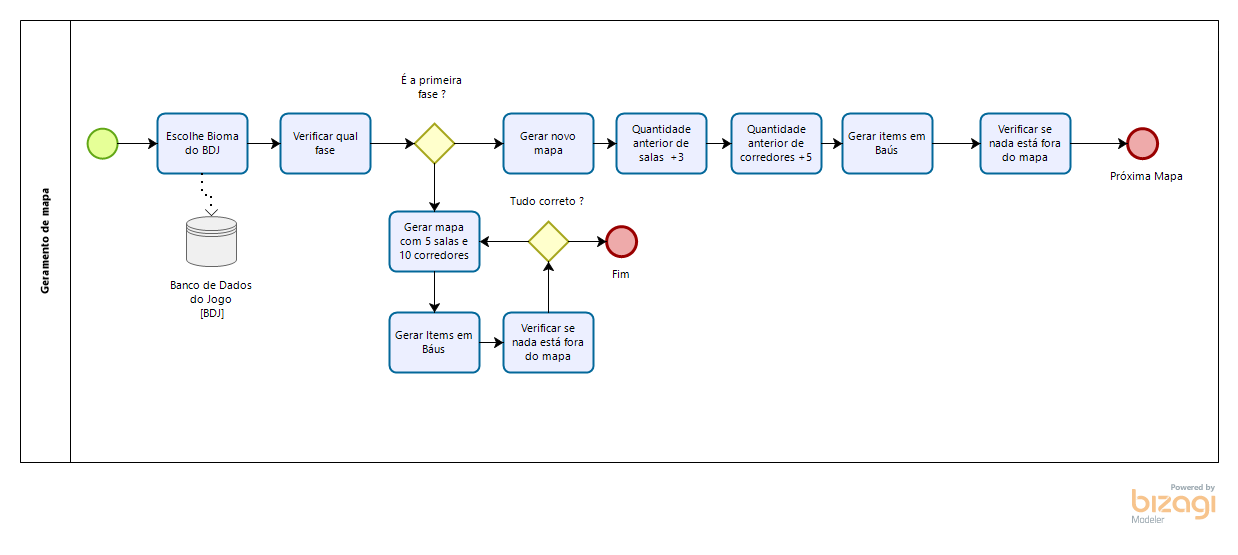 Geramento de mapa
É a primeira
fase ?
Escolhe Bioma
do BDJ
Verificar qual
fase
Gerar novo
mapa
Quantidade
anterior de
salas +3
Quantidade
anterior de
corredores +5
Gerar items em
Baús
Verificar se
nada está fora
do mapa
Próxima Mapa
Banco de Dados
do Jogo
[BDJ]
Gerar mapa
com 5 salas e
10 corredores
Tudo correto ?
Fim
Gerar Items em
Báus
Verificar se
nada está fora
do mapa
Powered by
bizagi
Modeler